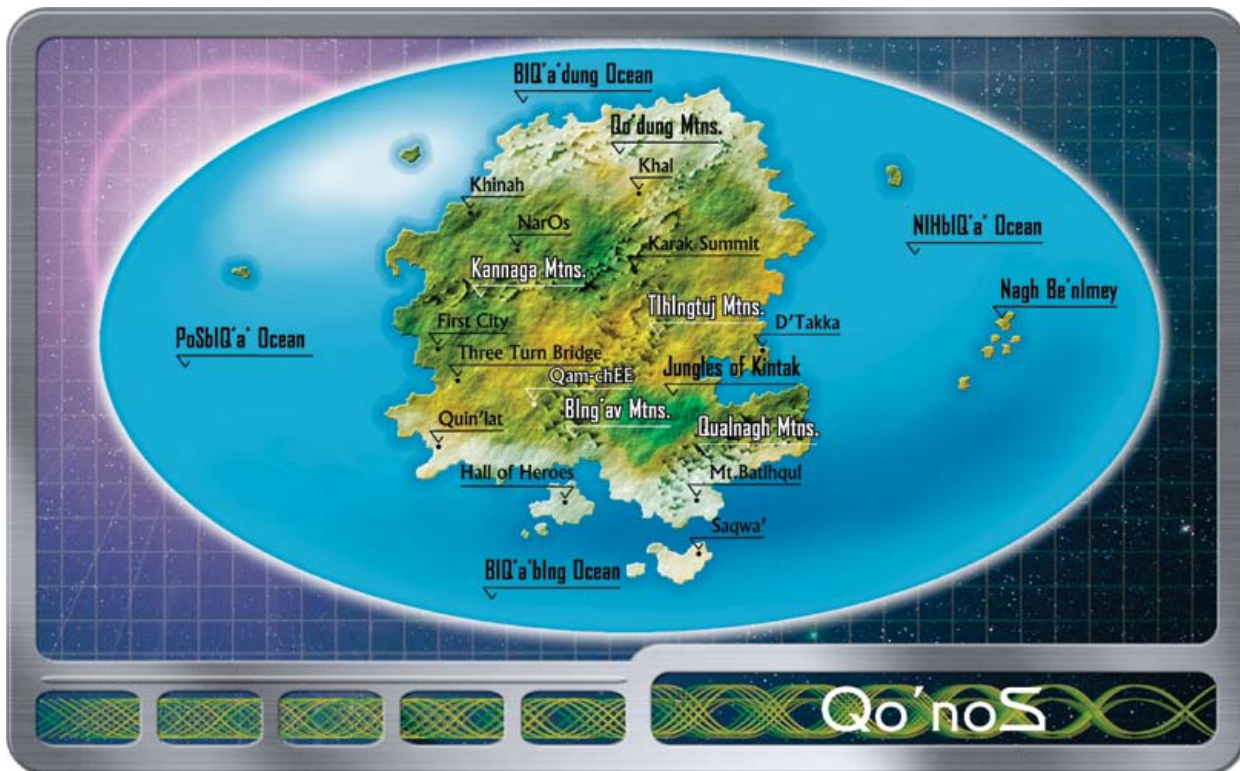 BIQ'a'dung Ocean
Qo'dung Mtns.
Khal
Khinah
NarOs
NIHbIQ'a' Ocean
Karak Summit
Kannaga Mtns.
Nagh Be'nImey
TIhIngtuj Mtns.
First City
D'Takka
PoSbIQ'a' Ocean
Three Turn Bridge
Qam-chEE
Jungles of Kintak
BIng'av Mtns.
Quin'lat
QuaInagh Mtns.
Hall of Heroes
Mt.BatIhquI
Saqwa'
BIQ'a'bIng Ocean
Qo'noS